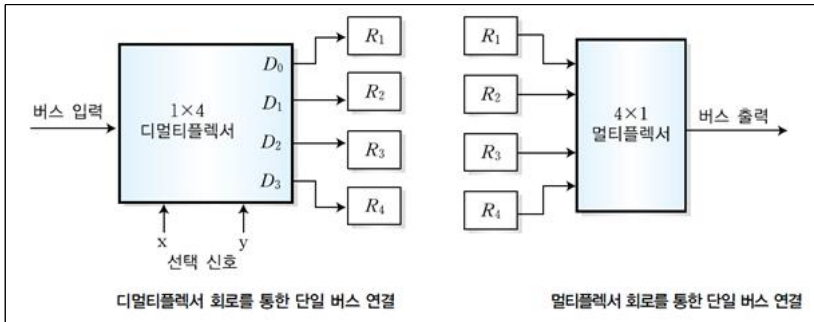 버스 입력
1×4
디멀티플렉서
D0
D1
D2
D3
x
y
선택 신호
R1
R2
R3
R4
디멀티플렉서 회로를 통한 단일 버스 연결
R1
R2
R3
R4
4×1
멀티플렉서
버스 출력
멀티플렉서 회로를 통한 단일 버스 연결